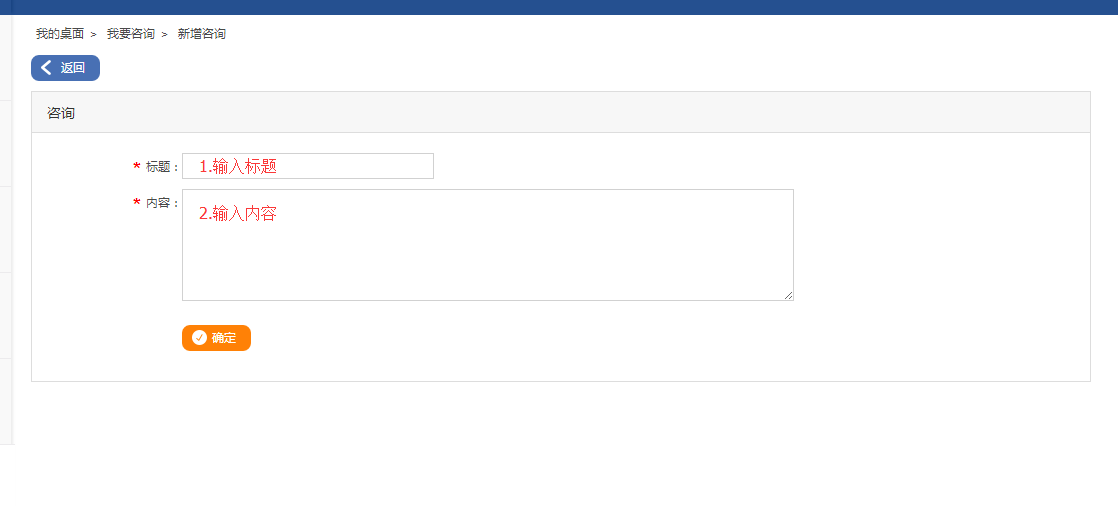 我的桌面 > 我要咨询 > 新增咨询
返回
咨询
* 标题： 1.输入标题
* 内容： 2.输入内容
确定